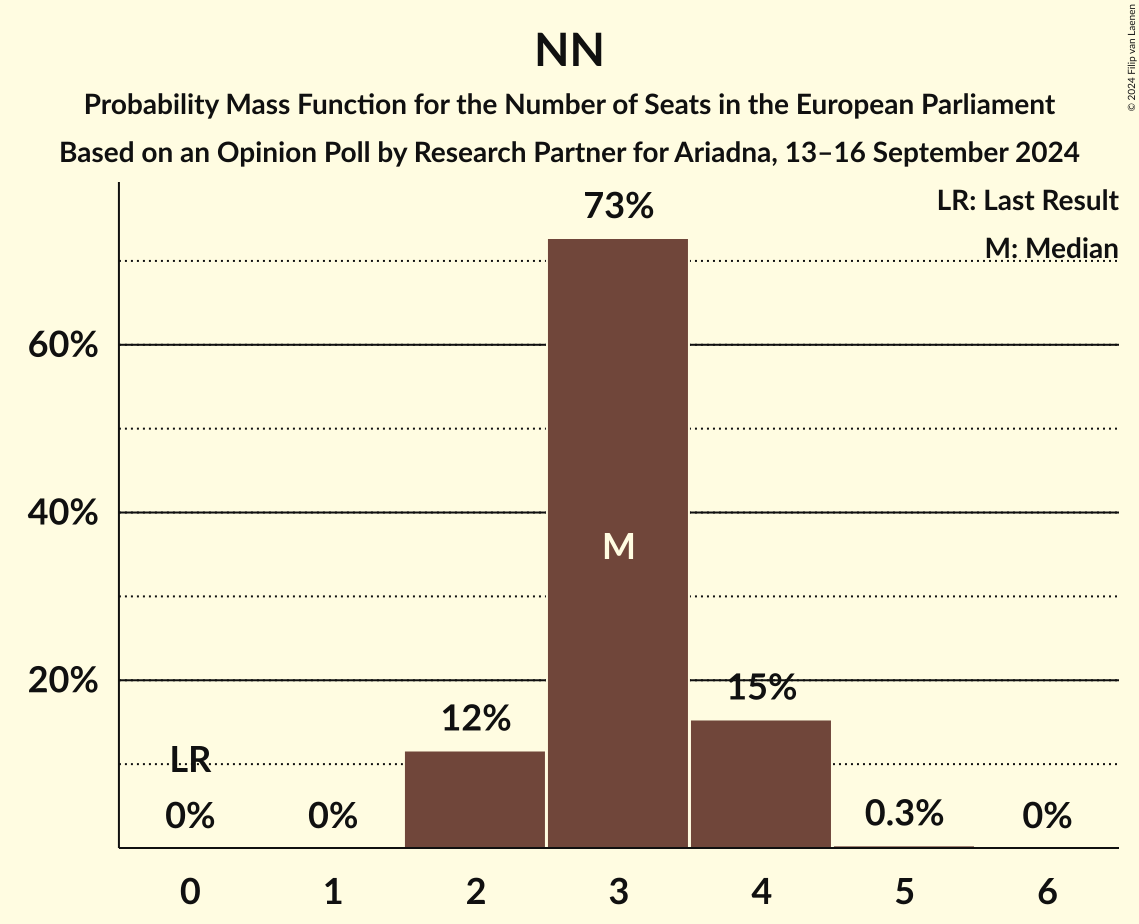 NN
Probability Mass Function for the Number of Seats in the European Parliament
Based on an Opinion Poll by Research Partner for Ariadna, 13–16 September 2024
© 2024 Filip van Laenen
LR: Last Result
M: Median
73%
60%
40%
M
20%
15%
12%
LR
0%
0%
0.3%
0%
0
1
2
3
4
5
6